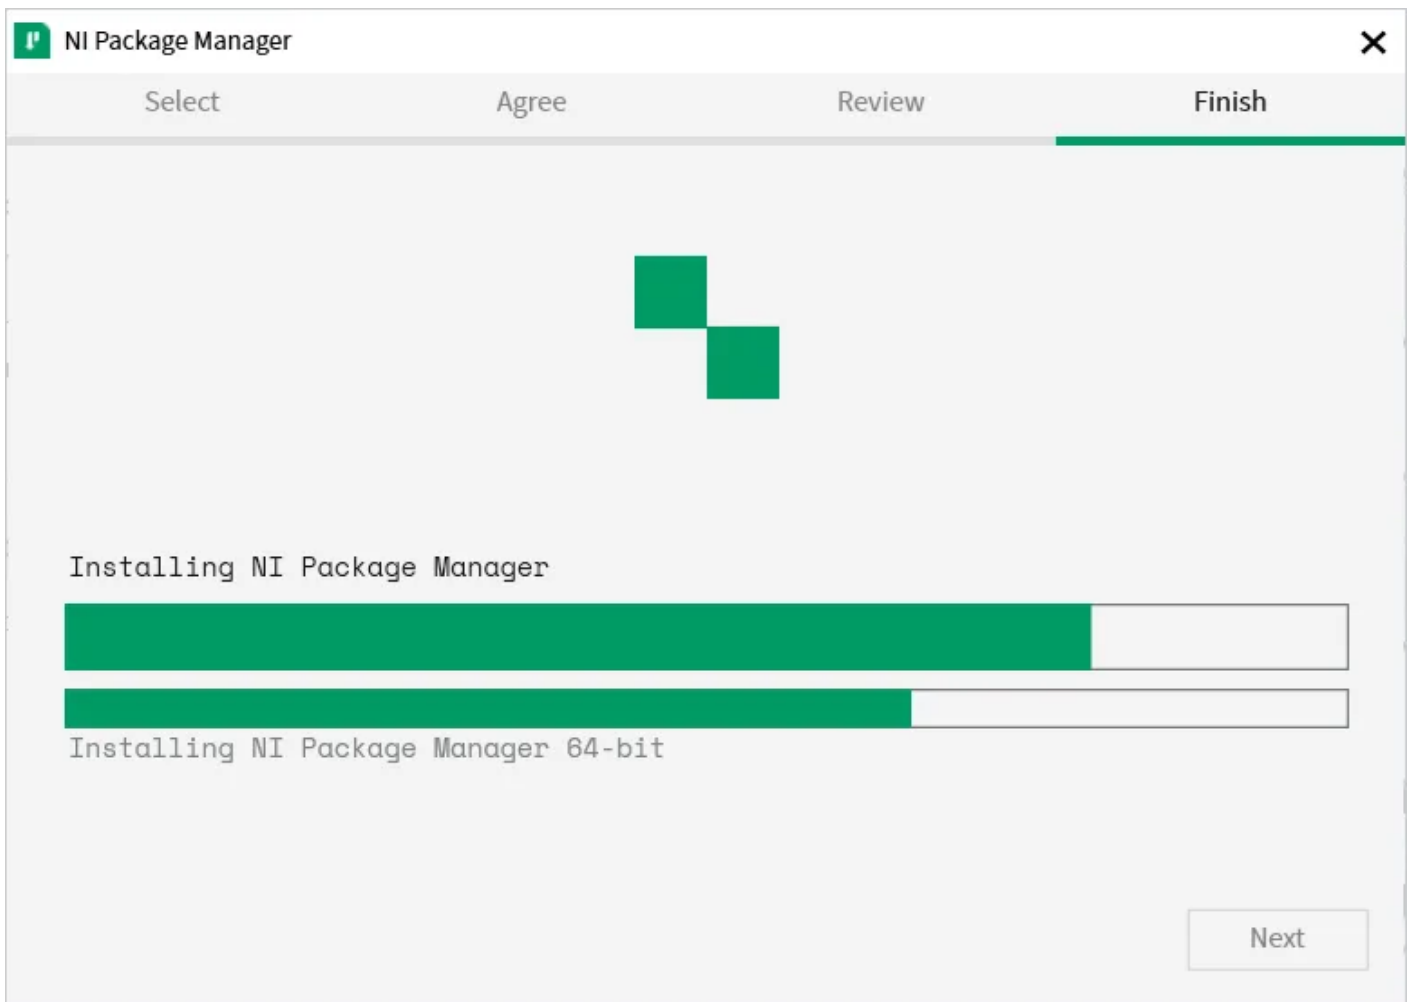 NI Package Manager
Select Agree Review Finish
Installing NI Package Manager
Installing NI Package Manager 64-bit
Next